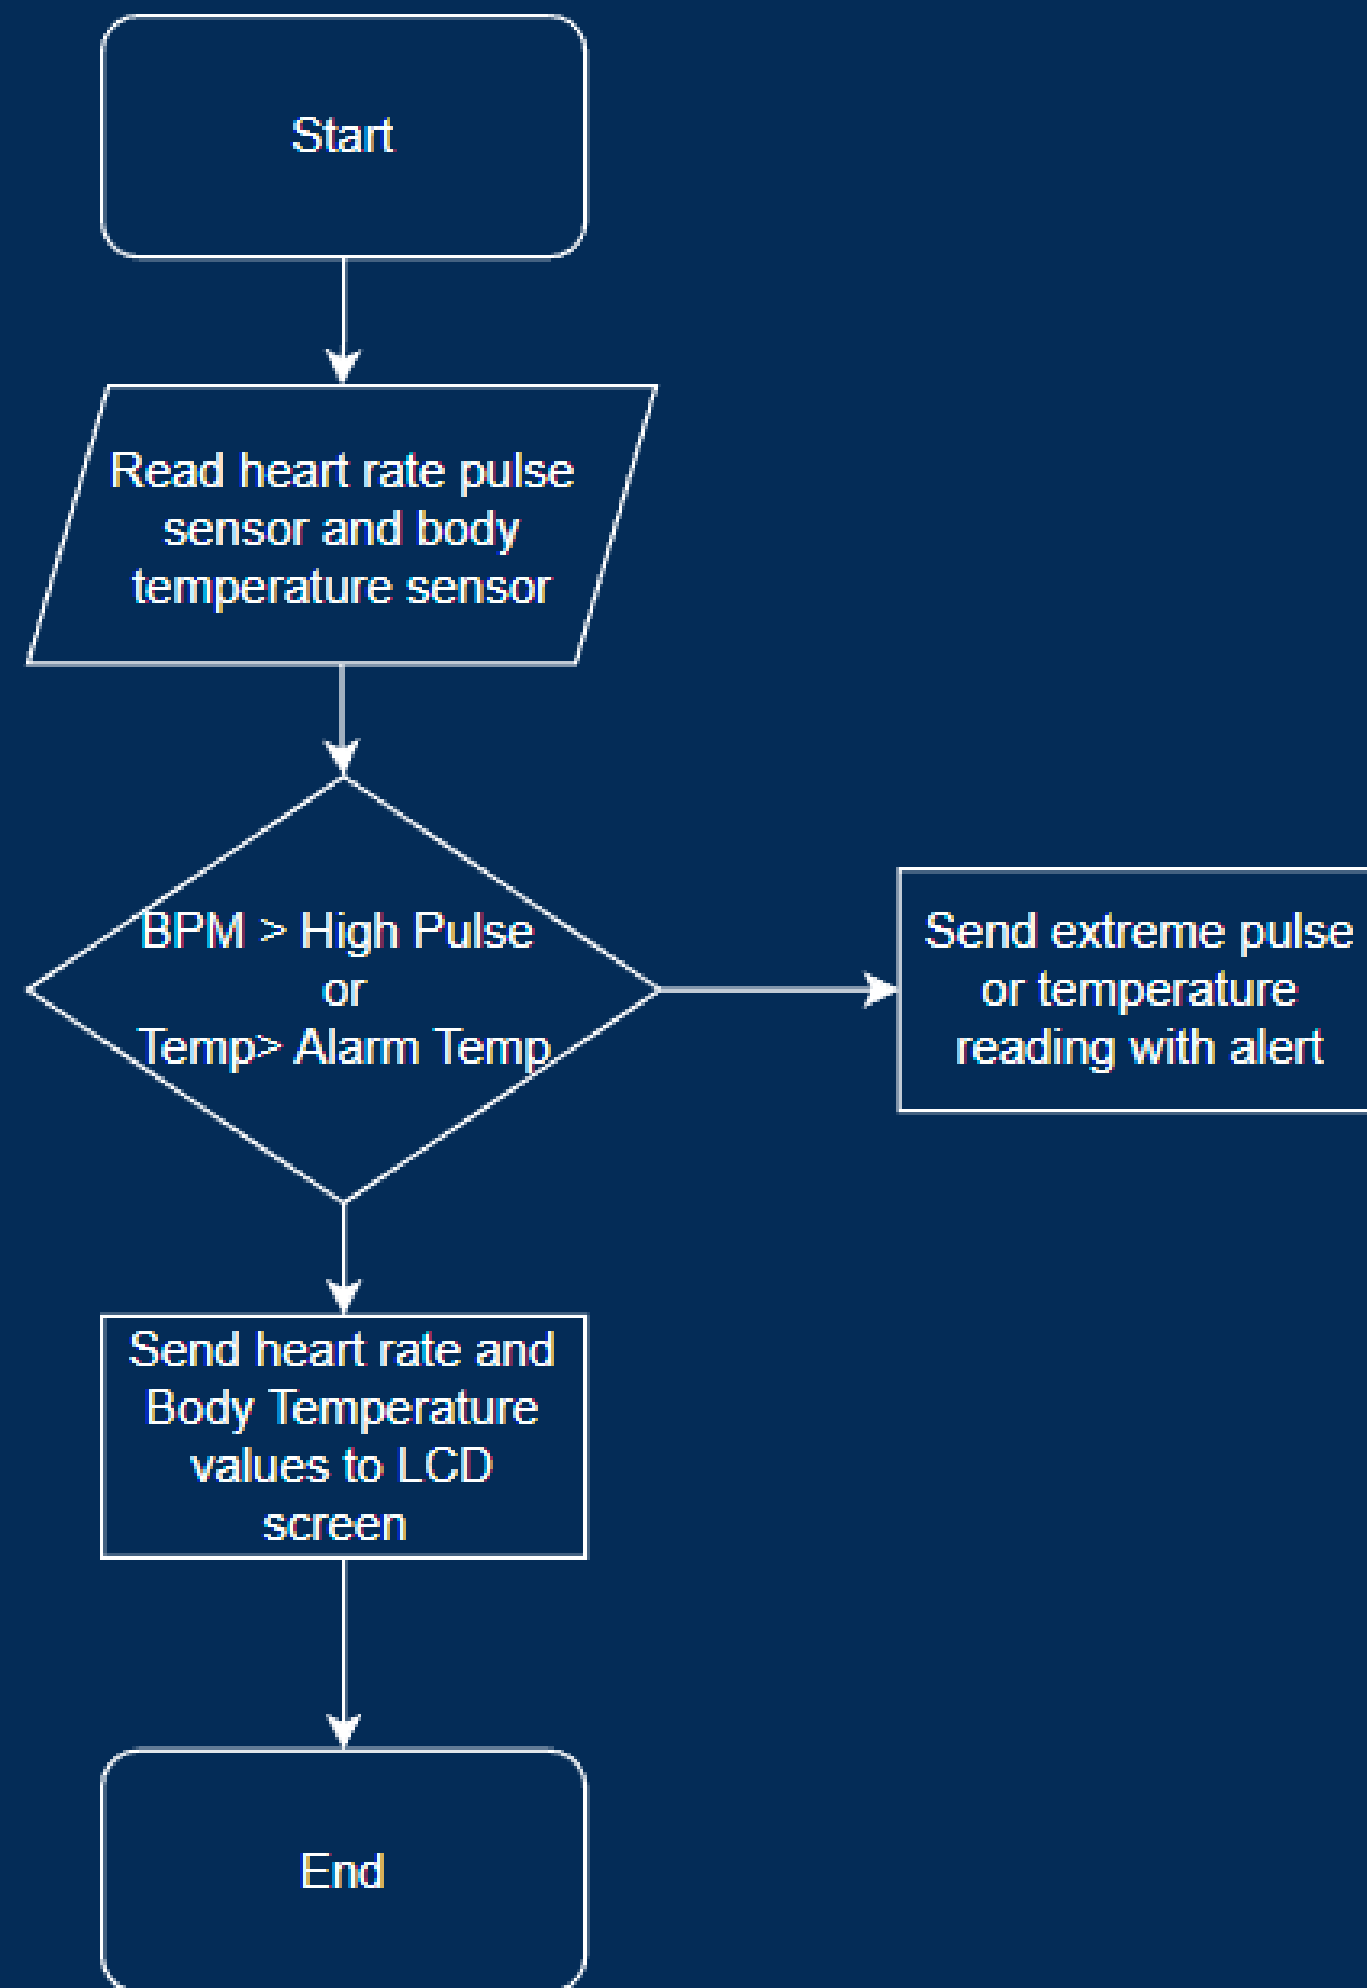 Start
Read heart rate pulse
sensor and body
temperature sensor
BPM > High Pulse
or
Temp> Alarm Temp
Send extreme pulse
or temperature
reading with alert
Send heart rate and
Body Temperature
values to LCD
screen
End